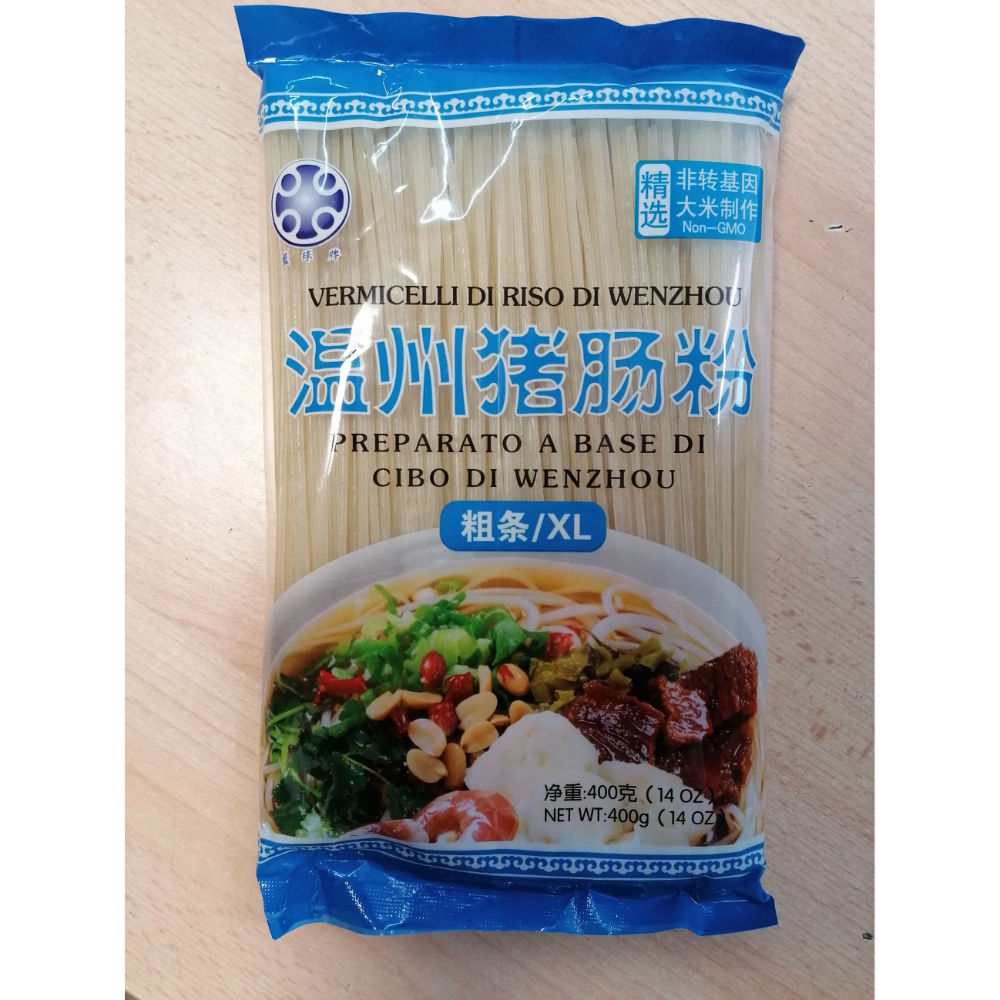 精选
非转基因
大米制作
Non-GMO
VERMICELLI DI RISO DI WENZHOU
温州猪肠粉
PREPARATO A BASE DI
CIBO DI WENZHOU
粗条/XL
净重:400克 (14 OZ)
NET WT:400g (14 OZ)